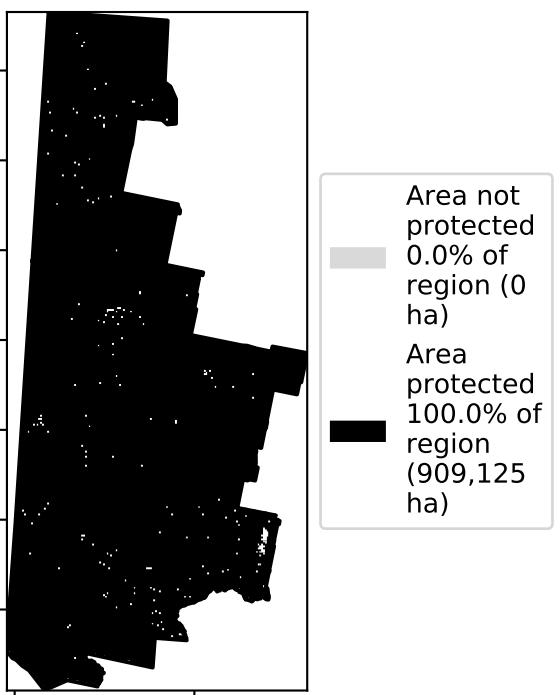 Area not
protected
0.0% of
region (0
ha)
Area
protected
100.0% of
region
(909,125
ha)